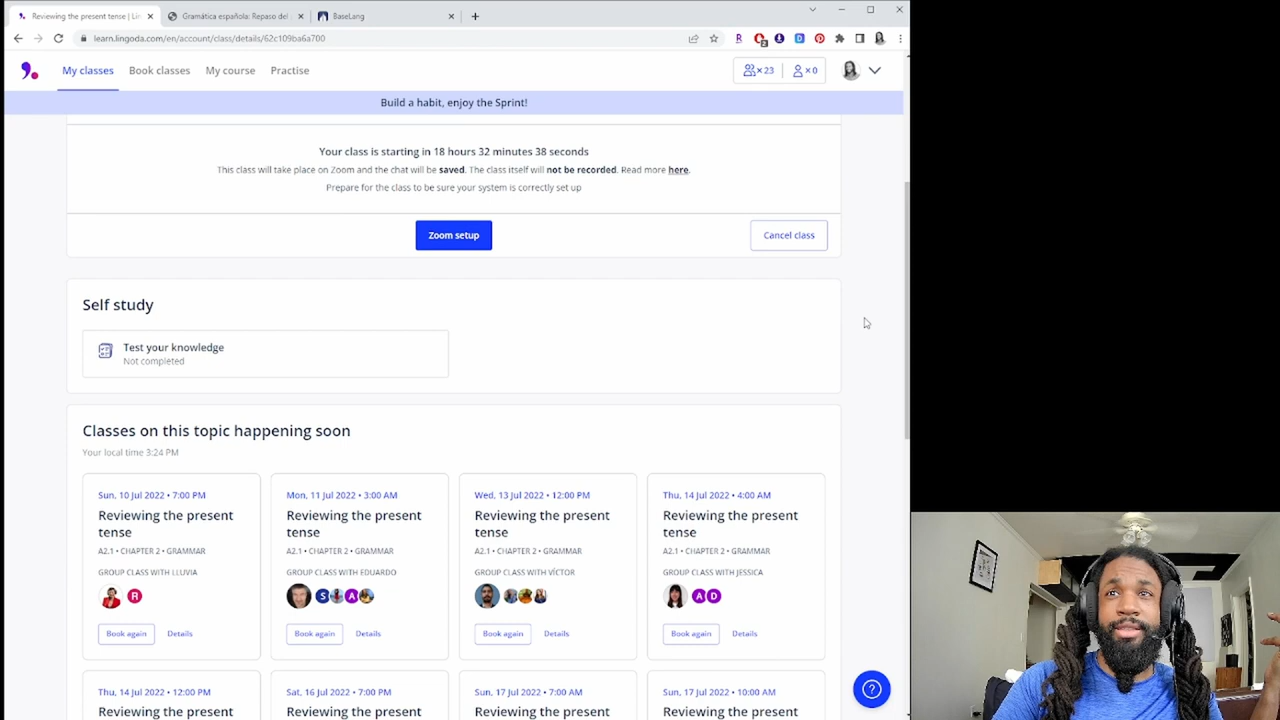 Reviewing the present tense | Lin
Gramática española: Repaso del
BaseLang
learn.lingoda.com/en/account/class/details/62c109ba6a700
My classes
Book classes
My course
Practise
×23
×0
Build a habit, enjoy the Sprint!
Your class is starting in 18 hours 32 minutes 38 seconds
This class will take place on Zoom and the chat will be saved. The class itself will not be recorded. Read more here.
Prepare for the class to be sure your system is correctly set up
Zoom setup
Cancel class
Self study
Test your knowledge
Not completed
Classes on this topic happening soon
Your local time 3:24 PM
Sun, 10 Jul 2022 • 7:00 PM
Reviewing the present
tense
A2.1 • CHAPTER 2 • GRAMMAR
GROUP CLASS WITH LLUVIA
R
Book again
Details
Mon, 11 Jul 2022 • 3:00 AM
Reviewing the present
tense
A2.1 • CHAPTER 2 • GRAMMAR
GROUP CLASS WITH EDUARDO
S
A
Book again
Details
Wed, 13 Jul 2022 • 12:00 PM
Reviewing the present
tense
A2.1 • CHAPTER 2 • GRAMMAR
GROUP CLASS WITH VÍCTOR
Book again
Details
Thu, 14 Jul 2022 • 4:00 AM
Reviewing the present
tense
A2.1 • CHAPTER 2 • GRAMMAR
GROUP CLASS WITH JESSICA
A
D
Book again
Details
Thu, 14 Jul 2022 • 12:00 PM
Reviewing the present
Sat, 16 Jul 2022 • 7:00 PM
Reviewing the present
Sun, 17 Jul 2022 • 7:00 AM
Reviewing the present
Sun, 17 Jul 2022 • 10:00 AM
Reviewing the present